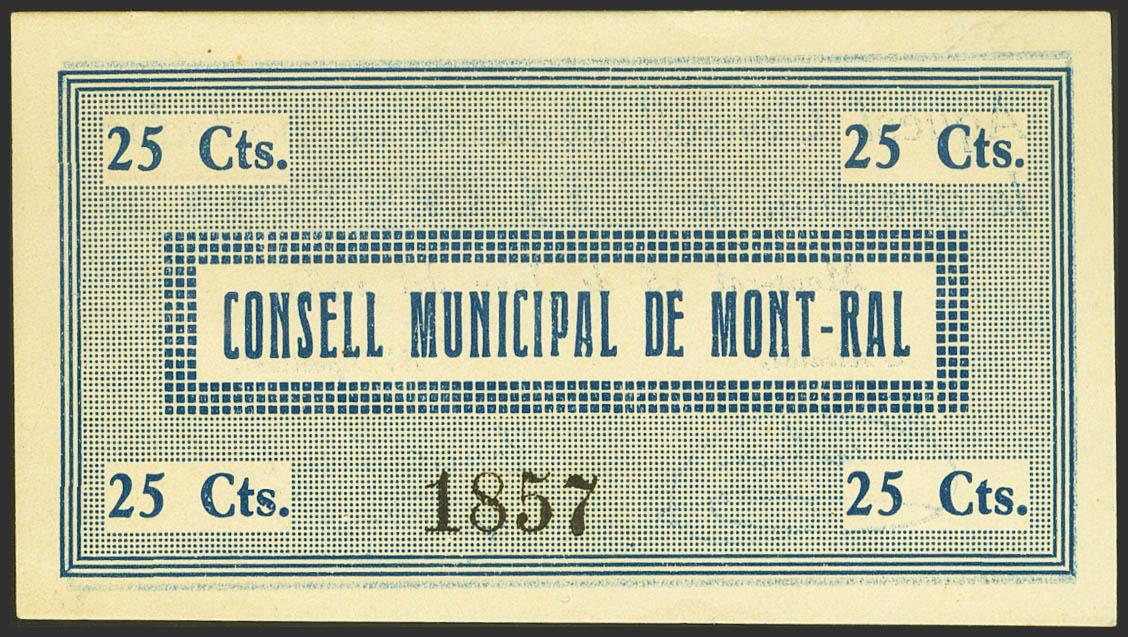 25 Cts. 25 Cts.
CONSELL MUNICIPAL DE MONT-RAL
25 Cts. 1857 25 Cts.